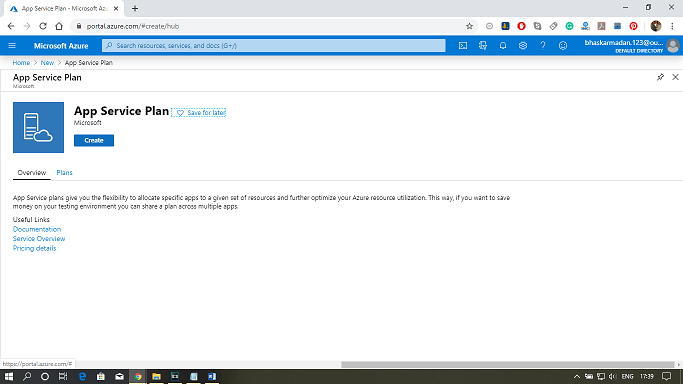 App Service Plan - Microsoft Az
portal.azure.com/#create/hub
Microsoft Azure
Search resources, services, and docs (G+/)
bhaskarmadan.123@ou...
DEFAULT DIRECTORY
Home > New > App Service Plan
App Service Plan
Microsoft
App Service Plan
Save for later
Microsoft
Create
Overview
Plans
App Service plans give you the flexibility to allocate specific apps to a given set of resources and further optimize your Azure resource utilization. This way, if you want to save
money on your testing environment you can share a plan across multiple apps.
Useful Links
Documentation
Service Overview
Pricing details
https://portal.azure.com/#
ENG
17:39